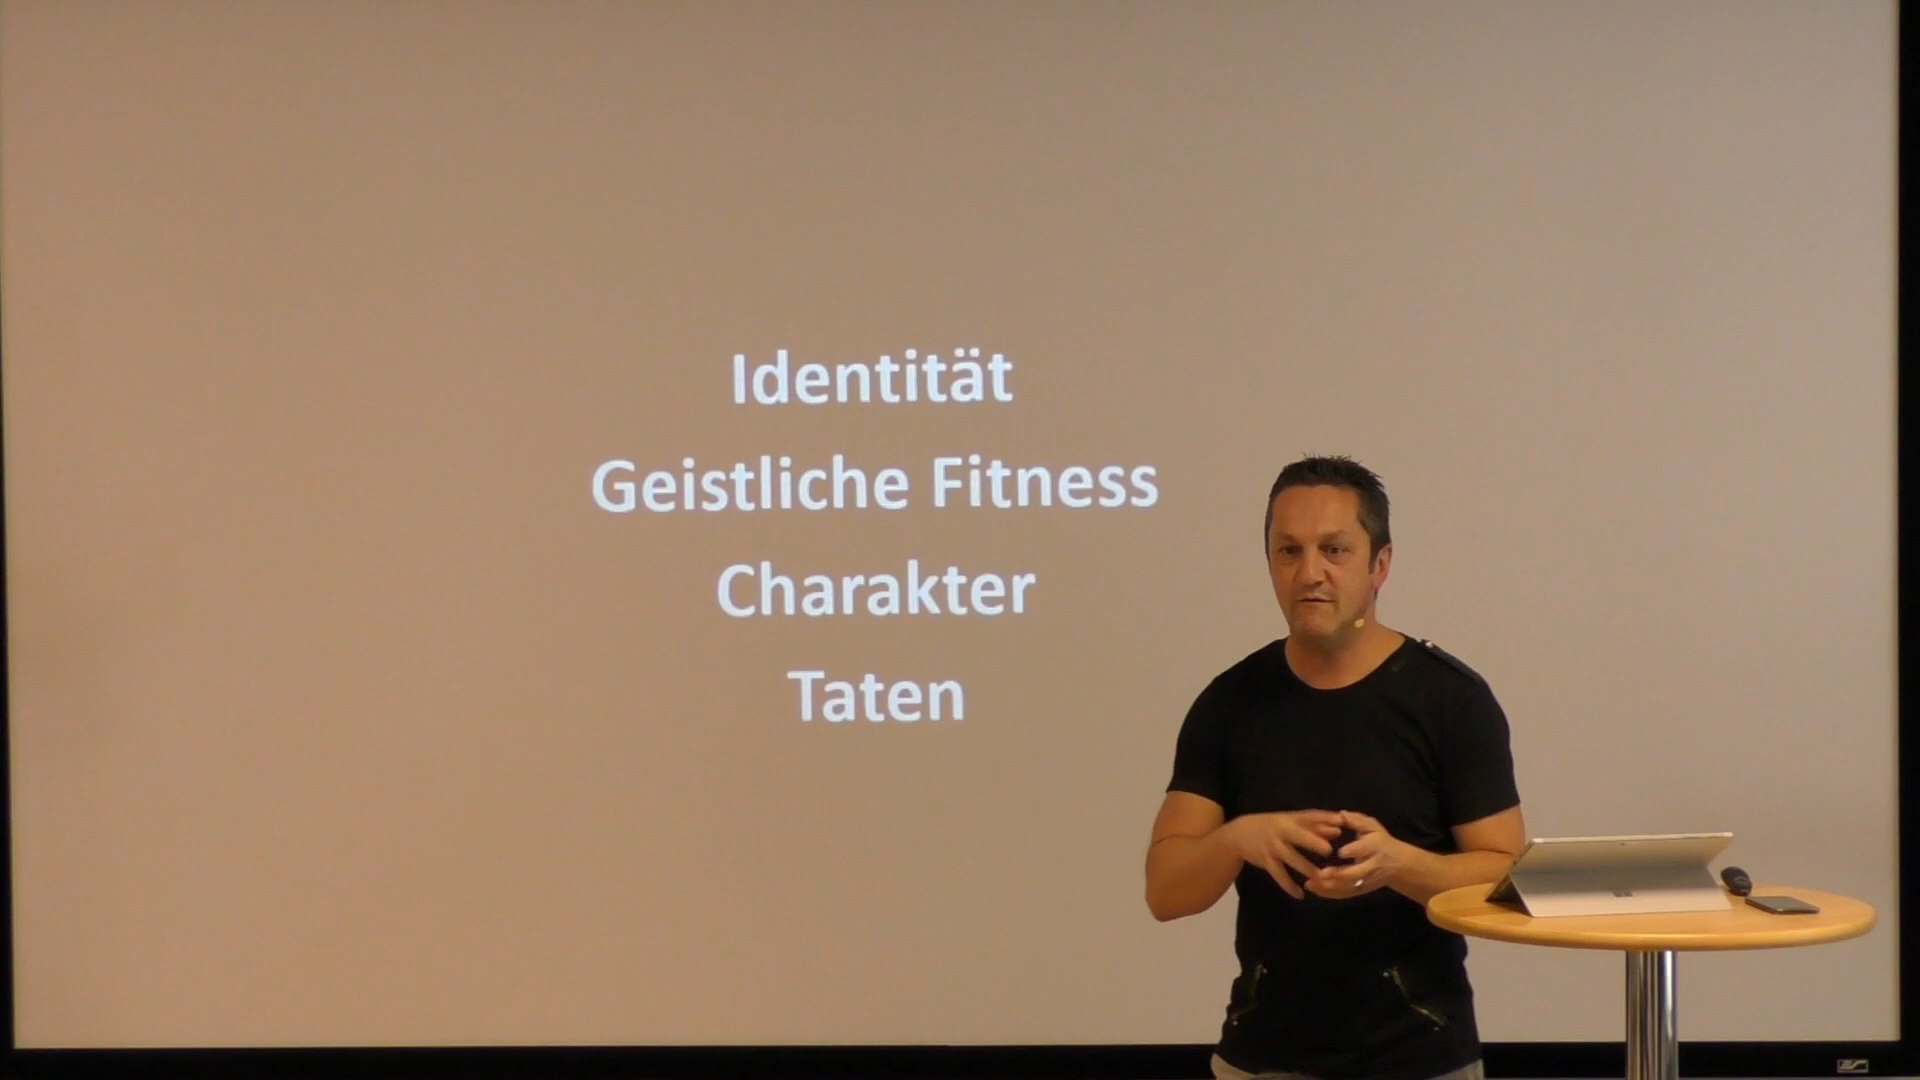 Identität
Geistliche Fitness
Charakter
Taten